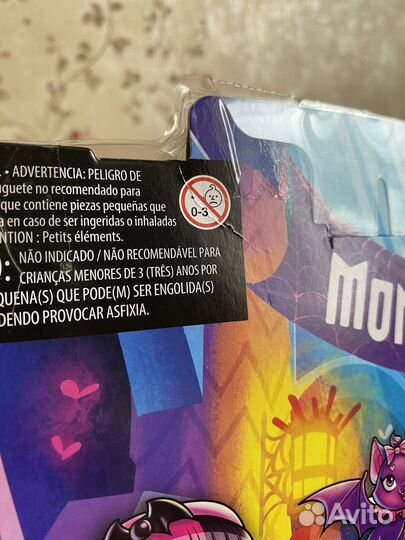 • ADVERTENCIA: PELIGRO DE
guete no recomendado para
que contiene piezas pequeñas que
a en caso de ser ingeridas o inhaladas
NTION : Petits éléments.
0-3
NÃO INDICADO / NÃO RECOMENDÁVEL PARA
CRIANÇAS MENORES DE 3 (TRÊS) ANOS POR
QUENA(S) QUE PODE(M) SER ENGOLIDA(S)
DENDO PROVOCAR ASFIXIA.
Mon
Avito